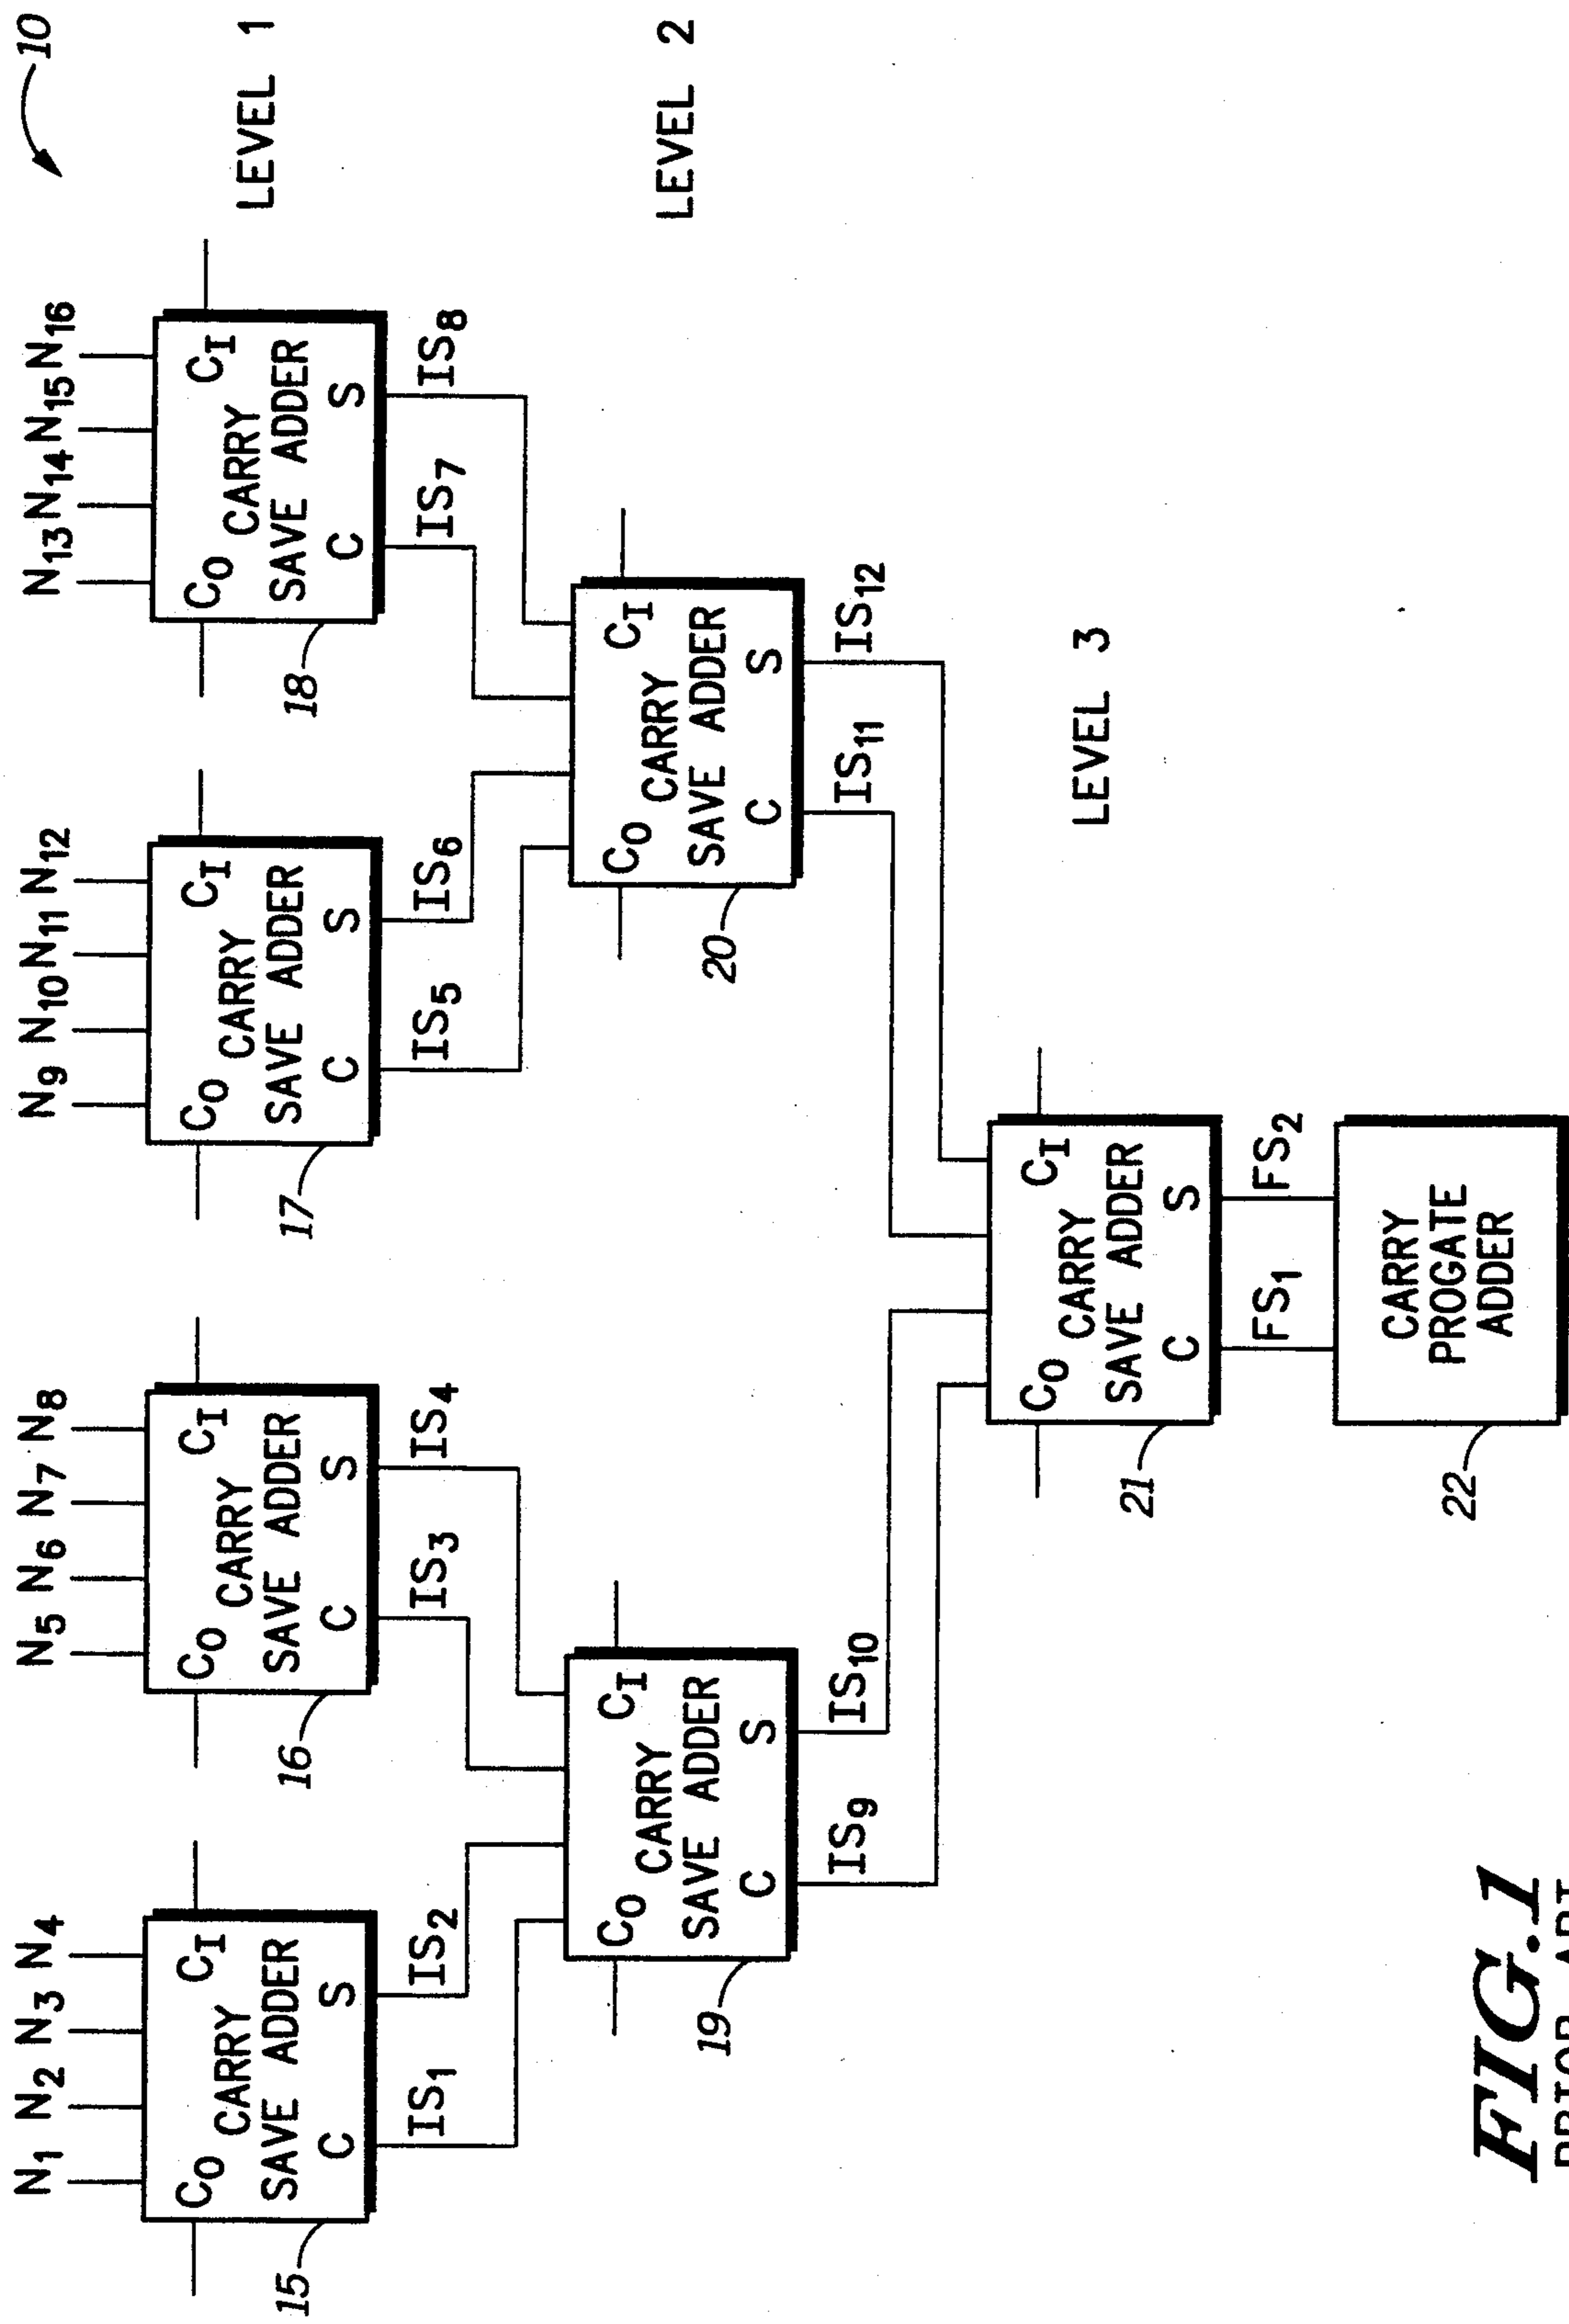 10
N1 N2 N3 N4 N5 N6 N7 N8 N9 N10 N11 N12 N13 N14 N15 N16
CO CI CO CI CO CI CO CI
CARRY CARRY CARRY CARRY
SAVE ADDER SAVE ADDER SAVE ADDER SAVE ADDER
LEVEL 1
C S C S C S C S
15 16 17 18
IS1 IS2 IS3 IS4 IS5 IS6 IS7 IS8
CO CI CO CI
CARRY CARRY
SAVE ADDER SAVE ADDER
LEVEL 2
C S C S
19 20
IS9 IS10 IS11 IS12
CO CI
CARRY
SAVE ADDER
LEVEL 3
C S
21
FS1 FS2
CARRY
PROGATE
ADDER
22
FIG.1
PRIOR ART